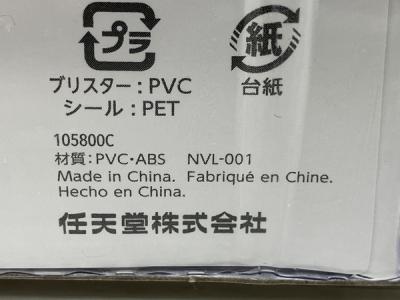 プラ 紙
ブリスター：PVC 台紙
シール：PET
105800C
材質：PVC・ABS NVL-001
Made in China. Fabriqué en Chine.
Hecho en China.
任天堂株式会社